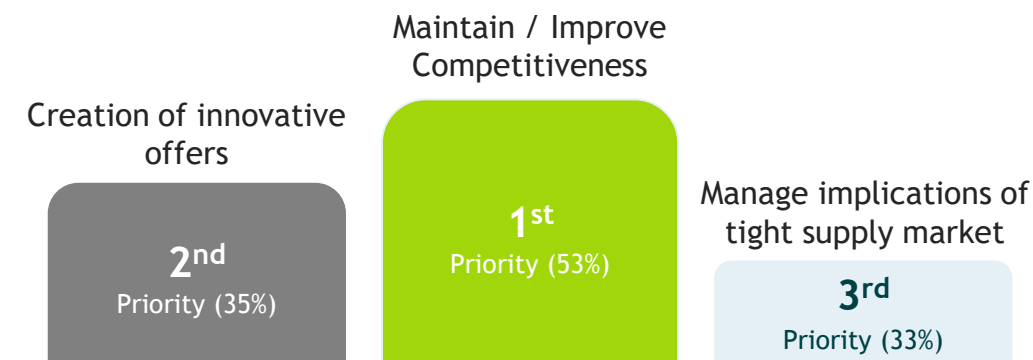 Maintain / Improve
Competitiveness
Creation of innovative
offers
Manage implications of
tight supply market
1st
Priority (53%)
2nd
Priority (35%)
3rd
Priority (33%)